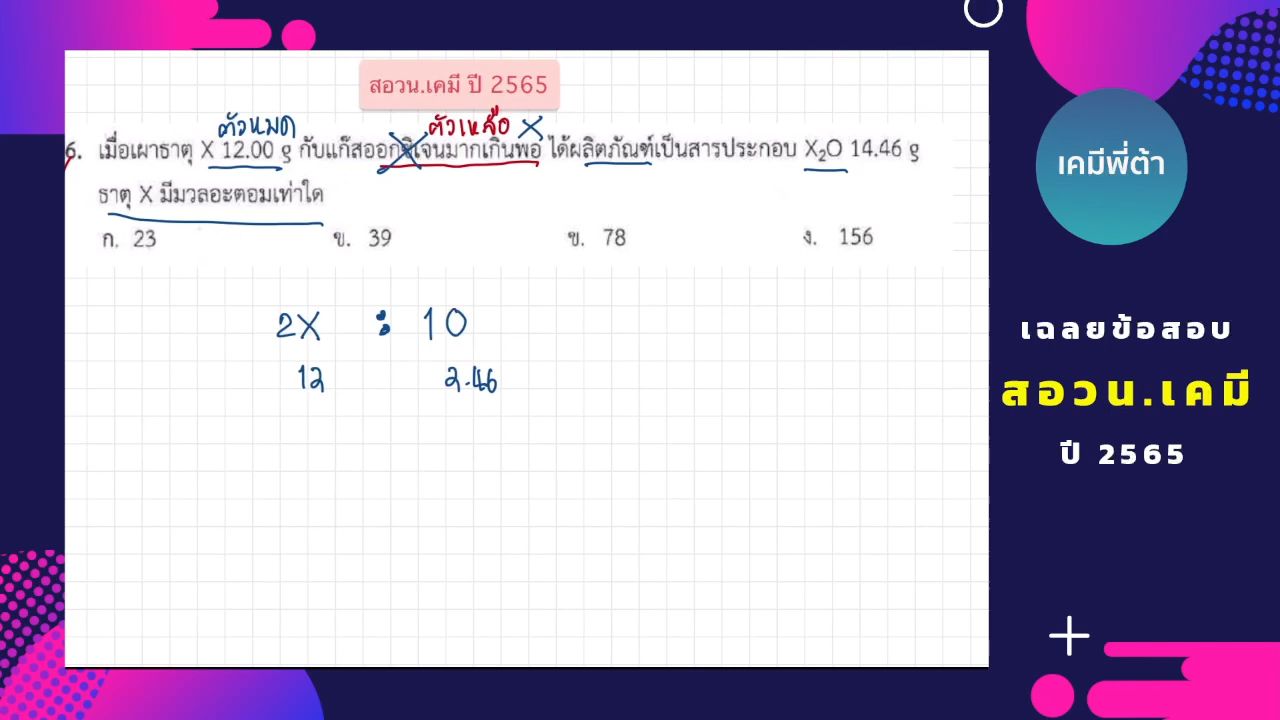 สอวน.เคมี ปี 2565
ตัวหมด
ตัวเหลือ
6. เมื่อเผาธาตุ X 12.00 g กับแก๊สออกซิเจนมากเกินพอ ได้ผลิตภัณฑ์เป็นสารประกอบ X₂O 14.46 g
ธาตุ X มีมวลอะตอมเท่าใด
ก. 23 ข. 39 ข. 78 ง. 156
2X : 1O
12 2.46
เคมีพี่ต้า
เฉลยข้อสอบ
สอวน.เคมี
ปี 2565